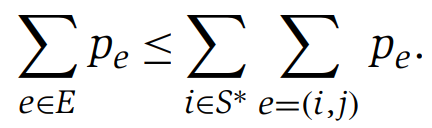 ∑_{e∈E} p_e ≤ ∑_{i∈S*} ∑_{e=(i,j)} p_e.